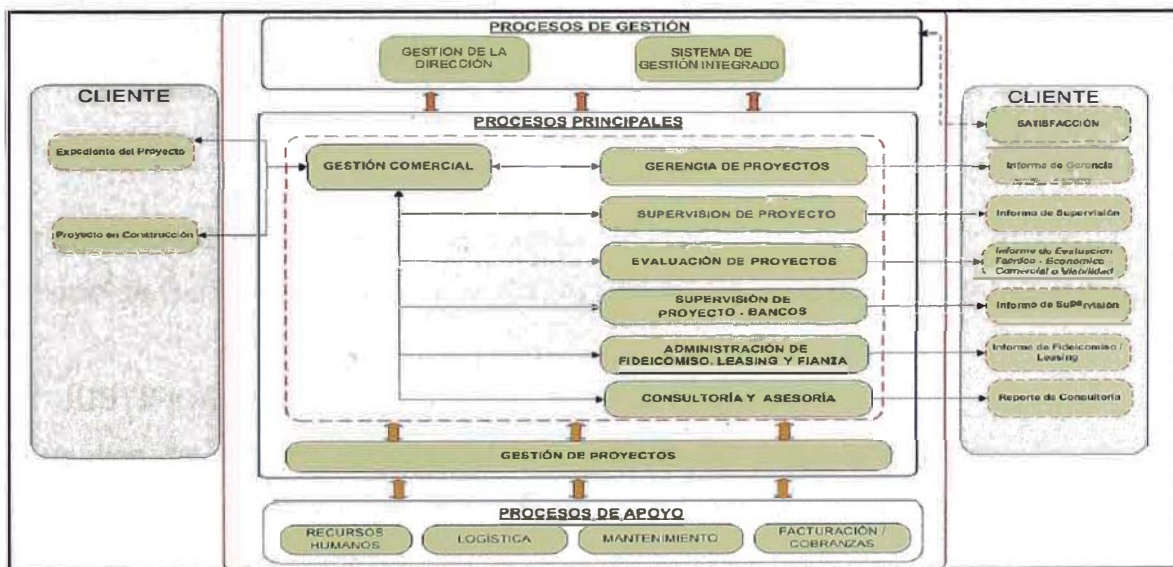 PROCESOS DE GESTIÓN
GESTION DE LA
DIRECCIÓN
SISTEMA DE
GESTIÓN INTEGRADO
CLIENTE
Expediente del Proyecto
Proyecto en Construcción
PROCESOS PRINCIPALES
GESTIÓN COMERCIAL
GERENCIA DE PROYECTOS
SUPERVISION DE PROYECTO
EVALUACIÓN DE PROYECTOS
SUPERVISIÓN DE
PROYECTO - BANCOS
ADMINISTRACIÓN DE
FIDEICOMISO, LEASING Y FIANZA
CONSULTORÍA Y ASESORÍA
GESTIÓN DE PROYECTOS
PROCESOS DE APOYO
RECURSOS
HUMANOS
LOGÍSTICA
MANTENIMIENTO
FACTURACIÓN /
COBRANZAS
CLIENTE
SATISFACCIÓN
Informe de Gerencia
Informe de Supervisión
Informe de Evaluación
Técnico - Económico -
Comercial o Viabilidad
Informe de Supervisión
Informe de Fideicomiso /
Leasing
Reporte de Consultoría